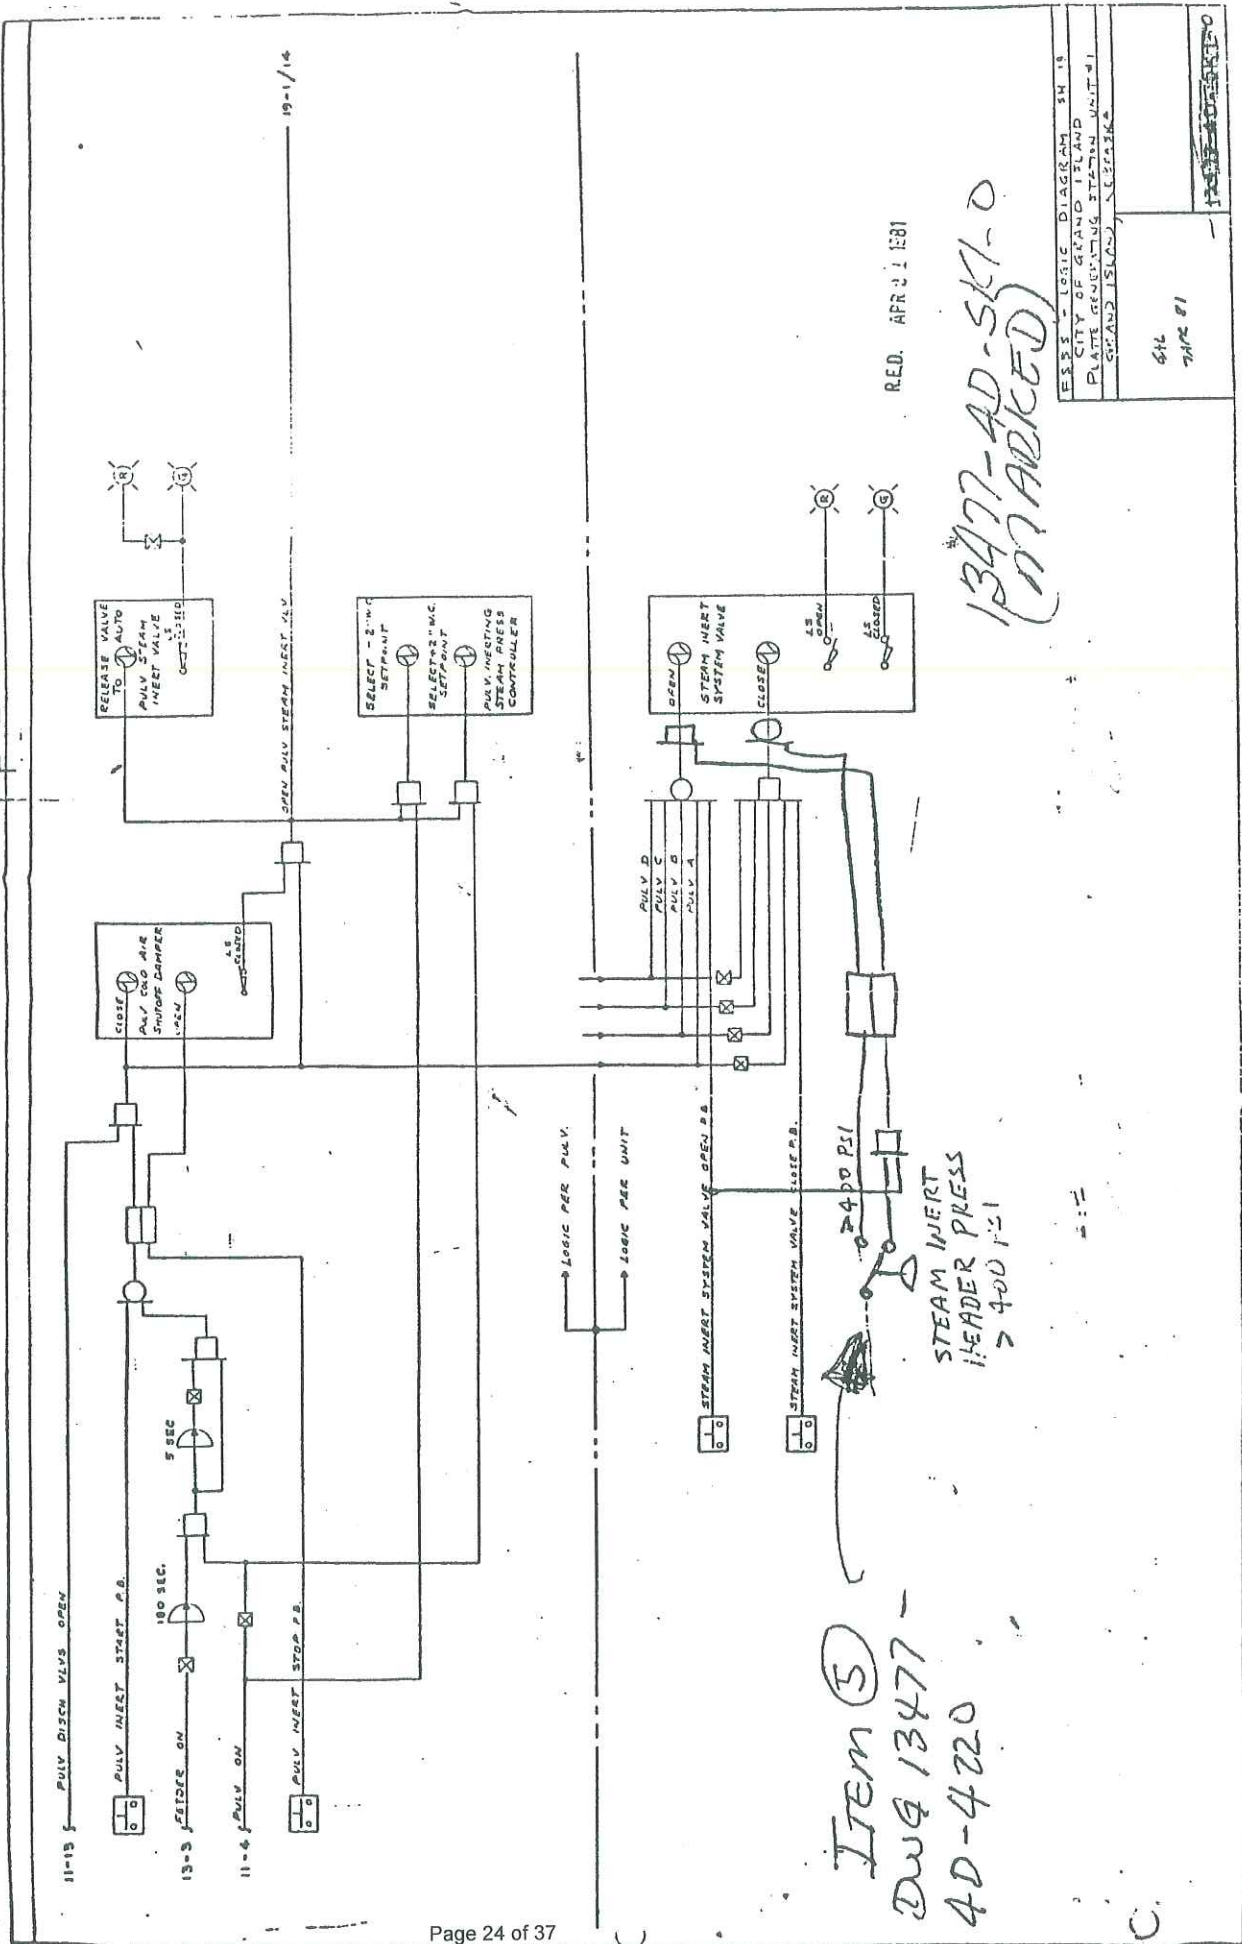 11-13
PULV DISCH VLVS OPEN
PULV INERT START P.B.
13-3
FEEDER ON
180 SEC.
5 SEC
11-4
PULV ON
PULV INERT STOP P.B.
CLOSE
PULV COLD AIR
SHUTOFF DAMPER
OPEN
LS
CLOSED
RELEASE VALVE
TO AUTO
PULV STEAM
INERT VALVE
LS
CLOSED
R
G
OPEN PULV STEAM INERT VLV
19-1/14
SELECT - 2" W.C.
SETPOINT
SELECT + 2" W.C.
SETPOINT
PULV. INERTING
STEAM PRESS
CONTROLLER
LOGIC PER PULV.
LOGIC PER UNIT
PULV D
PULV C
PULV B
PULV A
STEAM INERT SYSTEM VALVE OPEN P.B.
STEAM INERT SYSTEM VALVE CLOSE P.B.
OPEN
STEAM INERT
SYSTEM VALVE
CLOSE
LS
OPEN
LS
CLOSED
R
G
>400 PSI
STEAM INERT
HEADER PRESS
> 400 PSI
ITEM 5
DWG 13477-
4D-4220
R.E.D. APR 21 1981
13477-4D-SK1-0
(MARKED)
FSSS - LOGIC DIAGRAM SH 19
CITY OF GRAND ISLAND
PLATTE GENERATING STATION UNIT #1
GRAND ISLAND, NEBRASKA
C.
Page 24 of 37